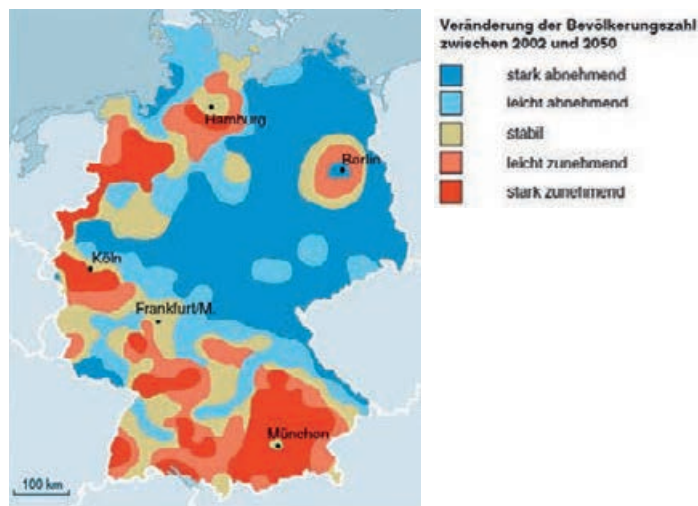 Veränderung der Bevölkerungszahl
zwischen 2002 und 2050
stark abnehmend
leicht abnehmend
stabil
leicht zunehmend
stark zunehmend
Hamburg
Berlin
Köln
Frankfurt/M.
München
100 km